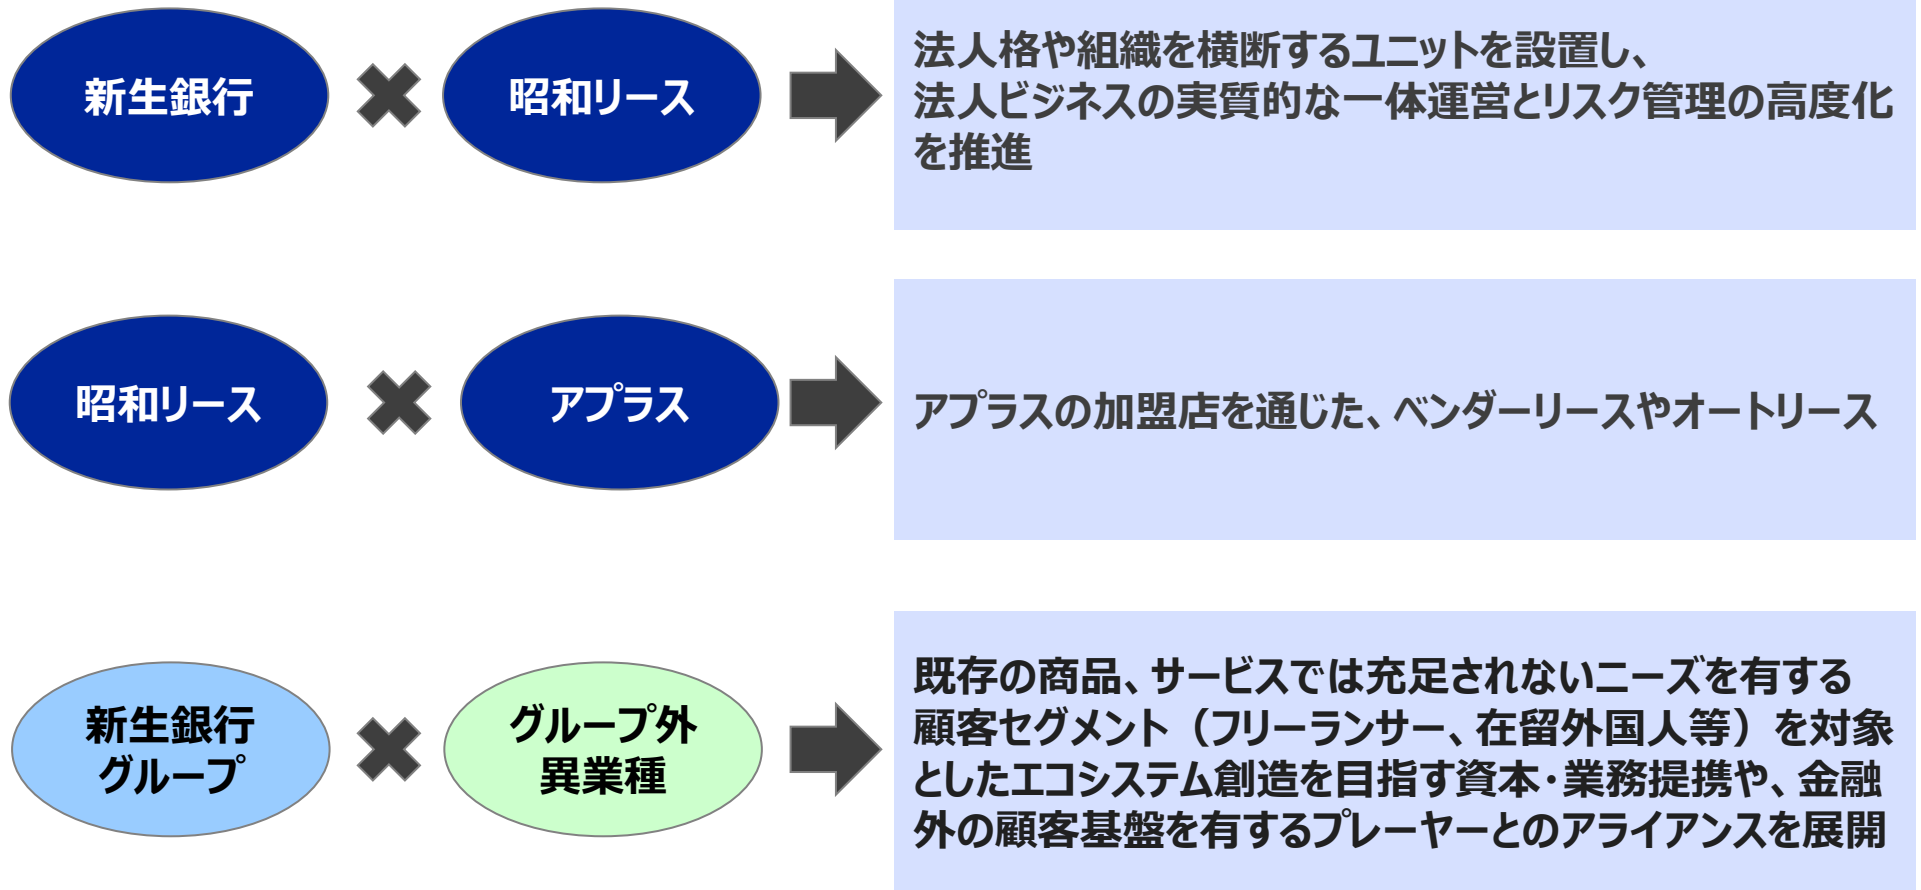 新生銀行
昭和リース
法人格や組織を横断するユニットを設置し、
法人ビジネスの実質的な一体運営とリスク管理の高度化
を推進
昭和リース
アプラス
アプラスの加盟店を通じた、ベンダーリースやオートリース
新生銀行
グループ
グループ外
異業種
既存の商品、サービスでは充足されないニーズを有する
顧客セグメント（フリーランサー、在留外国人等）を対象
としたエコシステム創造を目指す資本・業務提携や、金融
外の顧客基盤を有するプレーヤーとのアライアンスを展開